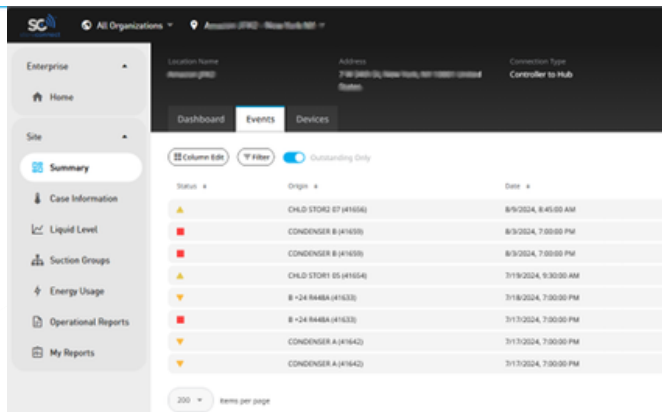 SC
All Organizations
Enterprise
Home
Site
Summary
Case Information
Liquid Level
Suction Groups
Energy Usage
Operational Reports
My Reports
Location Name
Address
Connection Type
Controller to Hub
Dashboard Events Devices
Column Edit Filter Outstanding Only
Status Origin Date
CHLD STOR2 07 (41656) 8/9/2024, 8:45:00 AM
CONDENSER B (41659) 8/3/2024, 7:00:00 PM
CONDENSER B (41659) 8/3/2024, 7:00:00 PM
CHLD STOR1 05 (41654) 7/19/2024, 9:30:00 AM
B +24 R448A (41633) 7/18/2024, 7:00:00 PM
B +24 R448A (41633) 7/17/2024, 7:00:00 PM
CONDENSER A (41642) 7/17/2024, 7:00:00 PM
CONDENSER A (41642) 7/17/2024, 7:00:00 PM
200 items per page